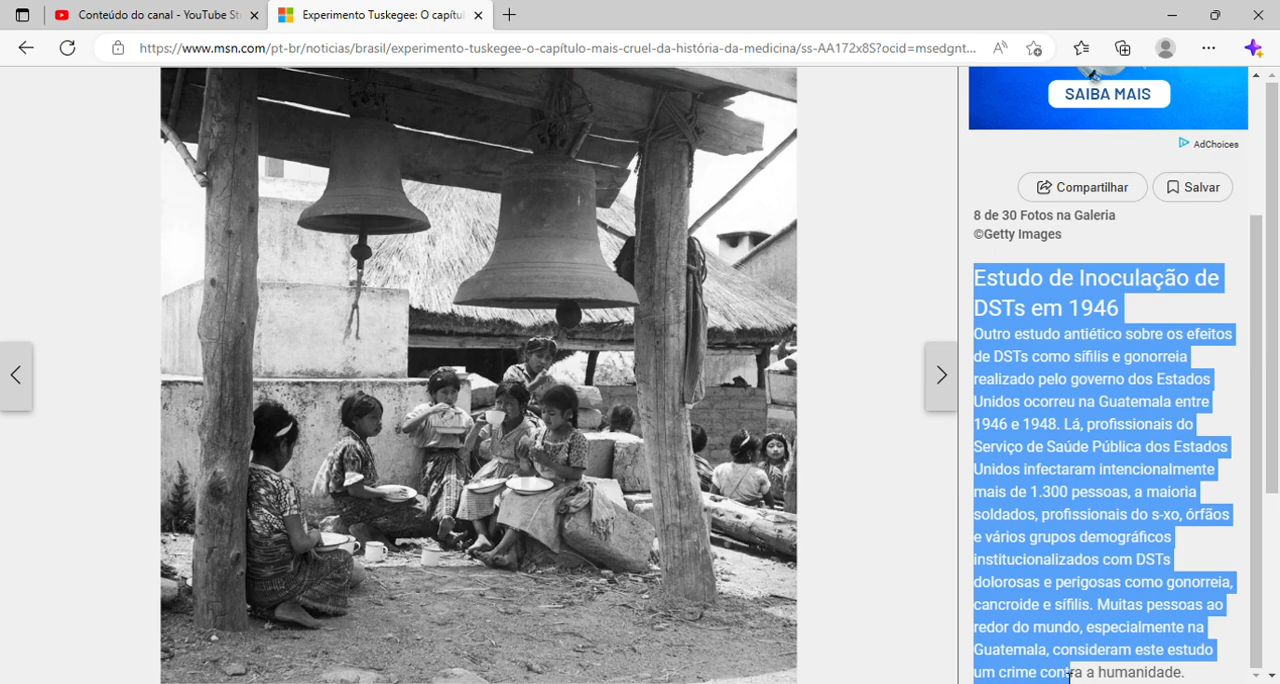 Conteúdo do canal - YouTube St
Experimento Tuskegee: O capítu
https://www.msn.com/pt-br/noticias/brasil/experimento-tuskegee-o-capítulo-mais-cruel-da-história-da-medicina/ss-AA172x8S?ocid=msedgnt...
SAIBA MAIS
AdChoices
Compartilhar
Salvar
8 de 30 Fotos na Galeria
©Getty Images
Estudo de Inoculação de
DSTs em 1946
Outro estudo antiético sobre os efeitos
de DSTs como sífilis e gonorreia
realizado pelo governo dos Estados
Unidos ocorreu na Guatemala entre
1946 e 1948. Lá, profissionais do
Serviço de Saúde Pública dos Estados
Unidos infectaram intencionalmente
mais de 1.300 pessoas, a maioria
soldados, profissionais do s-xo, órfãos
e vários grupos demográficos
institucionalizados com DSTs
dolorosas e perigosas como gonorreia,
cancroide e sífilis. Muitas pessoas ao
redor do mundo, especialmente na
Guatemala, consideram este estudo
um crime contra a humanidade.